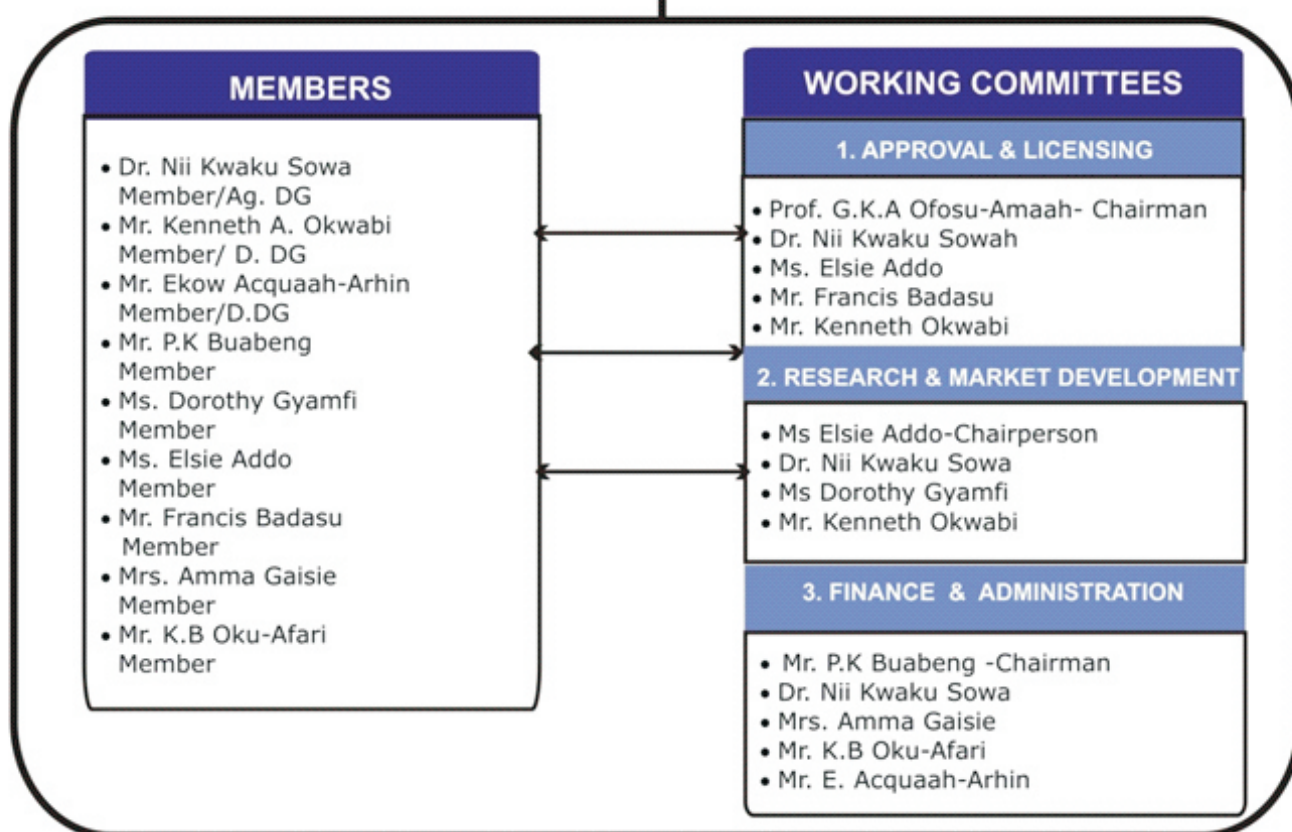 MEMBERS
• Dr. Nii Kwaku Sowa
Member/Ag. DG
• Mr. Kenneth A. Okwabi
Member/ D. DG
• Mr. Ekow Acquaah-Arhin
Member/D.DG
• Mr. P.K Buabeng
Member
• Ms. Dorothy Gyamfi
Member
• Ms. Elsie Addo
Member
• Mr. Francis Badasu
Member
• Mrs. Amma Gaisie
Member
• Mr. K.B Oku-Afari
Member
WORKING COMMITTEES
1. APPROVAL & LICENSING
• Prof. G.K.A Ofosu-Amaah- Chairman
• Dr. Nii Kwaku Sowah
• Ms. Elsie Addo
• Mr. Francis Badasu
• Mr. Kenneth Okwabi
2. RESEARCH & MARKET DEVELOPMENT
• Ms Elsie Addo-Chairperson
• Dr. Nii Kwaku Sowa
• Ms Dorothy Gyamfi
• Mr. Kenneth Okwabi
3. FINANCE & ADMINISTRATION
• Mr. P.K Buabeng -Chairman
• Dr. Nii Kwaku Sowa
• Mrs. Amma Gaisie
• Mr. K.B Oku-Afari
• Mr. E. Acquaah-Arhin